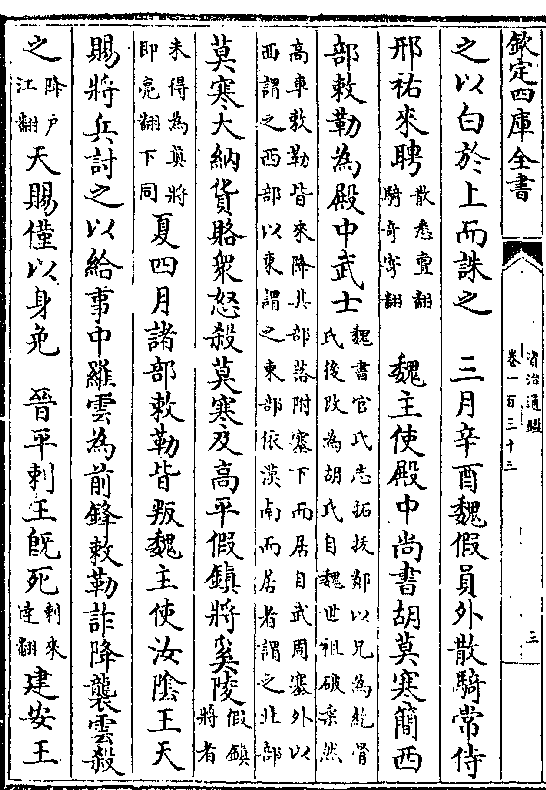 欽定四庫全書
資治通鑑
卷一百三十三
三
之以白於上而誅之　三月辛酉魏假員外散騎常侍
邢祐來聘散悉亶翻
騎奇寄翻
魏主使殿中尚書胡莫寒簡西
部敕勒為殿中武士魏書官氏志拓拔鄰以兄為紇骨
氏後改為胡氏自魏世祖破柔然
高車敕勒皆來降其部落附塞下而居自武周塞外以
西謂之西部以東謂之東部依漠南而居者謂之北部
莫寒大納貨賂衆怒殺莫寒及高平假鎮將奚陵假鎮
將者
未得為真將
即亮翻下同
夏四月諸部敕勒皆叛魏主使汝陰王天
賜將兵討之以給事中羅雲為前鋒敕勒詐降襲雲殺
之降户
江翻
天賜僅以身免　晉平剌王旣死剌來
達翻
建安王